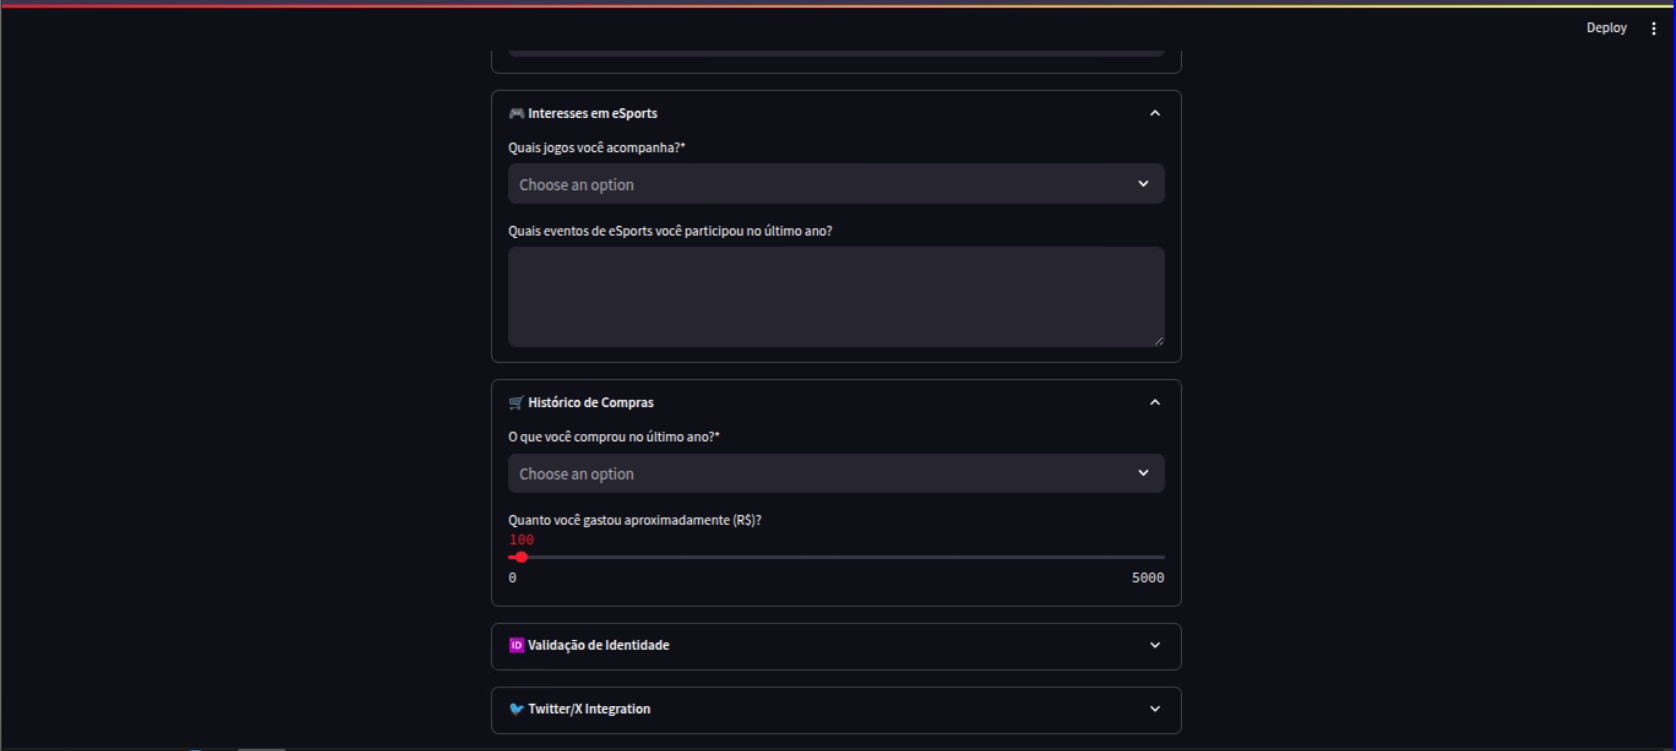 Deploy
Interesses em eSports
Quais jogos você acompanha?*
Choose an option
Quais eventos de eSports você participou no último ano?
Histórico de Compras
O que você comprou no último ano?*
Choose an option
Quanto você gastou aproximadamente (R$)?
100
0 5000
ID Validação de Identidade
Twitter/X Integration